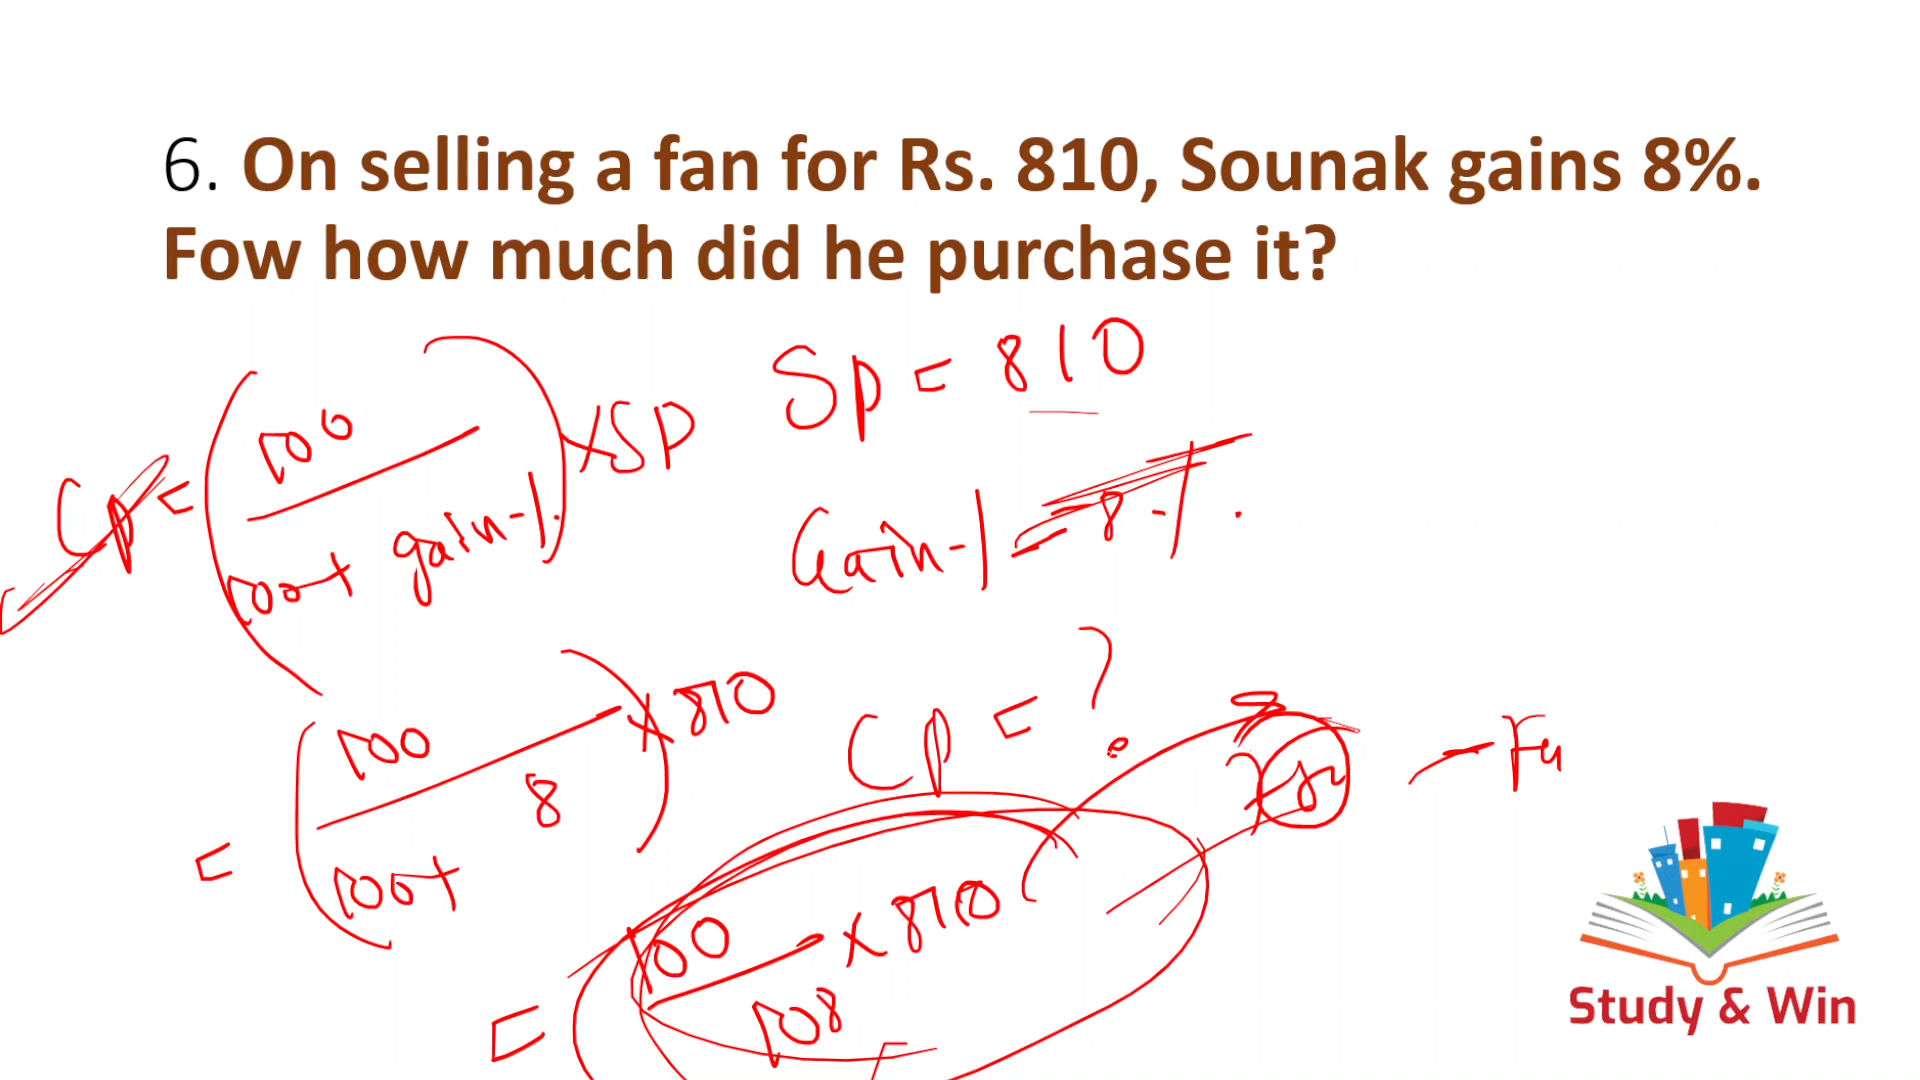 6. On selling a fan for Rs. 810, Sounak gains 8%.
Fow how much did he purchase it?
Sp = 810
Cp = (100 / 100+ gain-%) x SP
Gain-% = 8-%.
Cp = ?
= (100 / 100+ 8) x 810
= 100 / 108 x 810
Study & Win